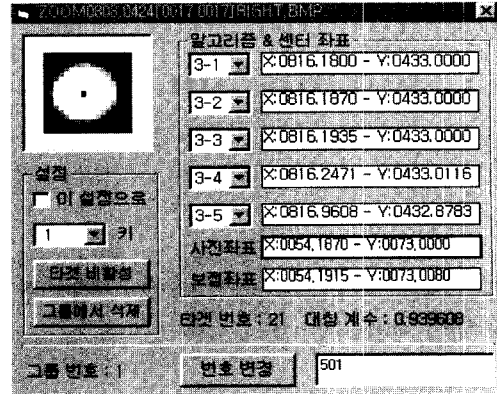 ZOOM0808:0424[0017:0017]RIGHT.BMP
알고리즘 & 센터 좌표
3-1 X:0816.1800 - Y:0433.0000
3-2 X:0816.1870 - Y:0433.0000
3-3 X:0816.1935 - Y:0433.0000
3-4 X:0816.2471 - Y:0433.0116
3-5 X:0816.9608 - Y:0432.8783
사진좌표 X:0054.1870 - Y:0073.0000
보정좌표 X:0054.1915 - Y:0073.0080
설정
이 설정으로
1 키
타겟 비활성
그룹에서 삭제
타겟 번호 : 21 대칭 계수 : 0.939608
그룹 번호 : 1
번호 변경
501